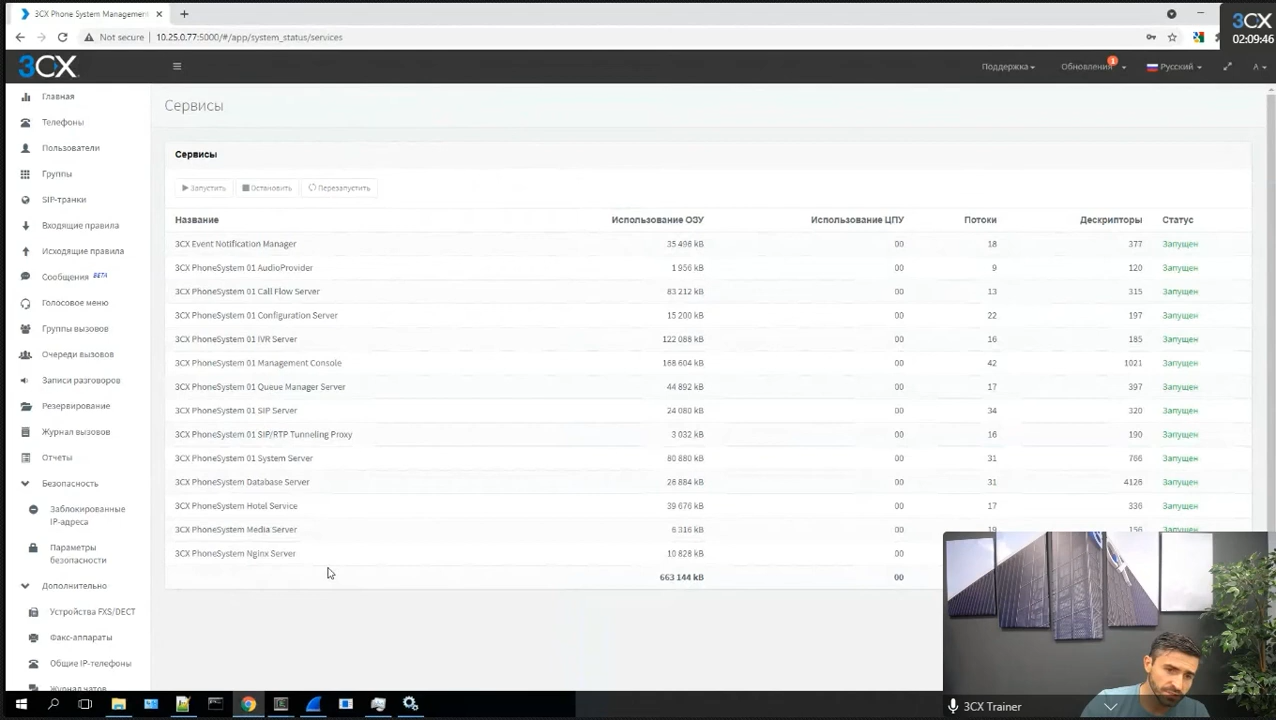 3CX Phone System Management
Not secure 10.25.0.77:5000/#/app/system_status/services
3CX
02:09:46
3CX
Поддержка
Обновления 1
Русский
А
Главная
Телефоны
Пользователи
Группы
SIP-транки
Входящие правила
Исходящие правила
Сообщения BETA
Голосовое меню
Группы вызовов
Очереди вызовов
Записи разговоров
Резервирование
Журнал вызовов
Отчеты
Безопасность
Заблокированные
IP-адреса
Параметры
безопасности
Дополнительно
Устройства FXS/DECT
Факс-аппараты
Общие IP-телефоны
Журнал чатов
Сервисы
Сервисы
Запустить Остановить Перезапустить
Название Использование ОЗУ Использование ЦПУ Потоки Дескрипторы Статус
3CX Event Notification Manager 35 496 kB 00 18 377 Запущен
3CX PhoneSystem 01 AudioProvider 1 956 kB 00 9 120 Запущен
3CX PhoneSystem 01 Call Flow Server 83 212 kB 00 13 315 Запущен
3CX PhoneSystem 01 Configuration Server 15 200 kB 00 22 197 Запущен
3CX PhoneSystem 01 IVR Server 122 088 kB 00 16 185 Запущен
3CX PhoneSystem 01 Management Console 168 604 kB 00 42 1021 Запущен
3CX PhoneSystem 01 Queue Manager Server 44 892 kB 00 17 397 Запущен
3CX PhoneSystem 01 SIP Server 24 080 kB 00 34 320 Запущен
3CX PhoneSystem 01 SIP/RTP Tunneling Proxy 3 032 kB 00 16 190 Запущен
3CX PhoneSystem 01 System Server 80 880 kB 00 31 766 Запущен
3CX PhoneSystem Database Server 26 884 kB 00 31 4126 Запущен
3CX PhoneSystem Hotel Service 39 676 kB 00 17 336 Запущен
3CX PhoneSystem Media Server 6 316 kB 00 19 156 Запущен
3CX PhoneSystem Nginx Server 10 828 kB 00
663 144 kB 00
3CX Trainer